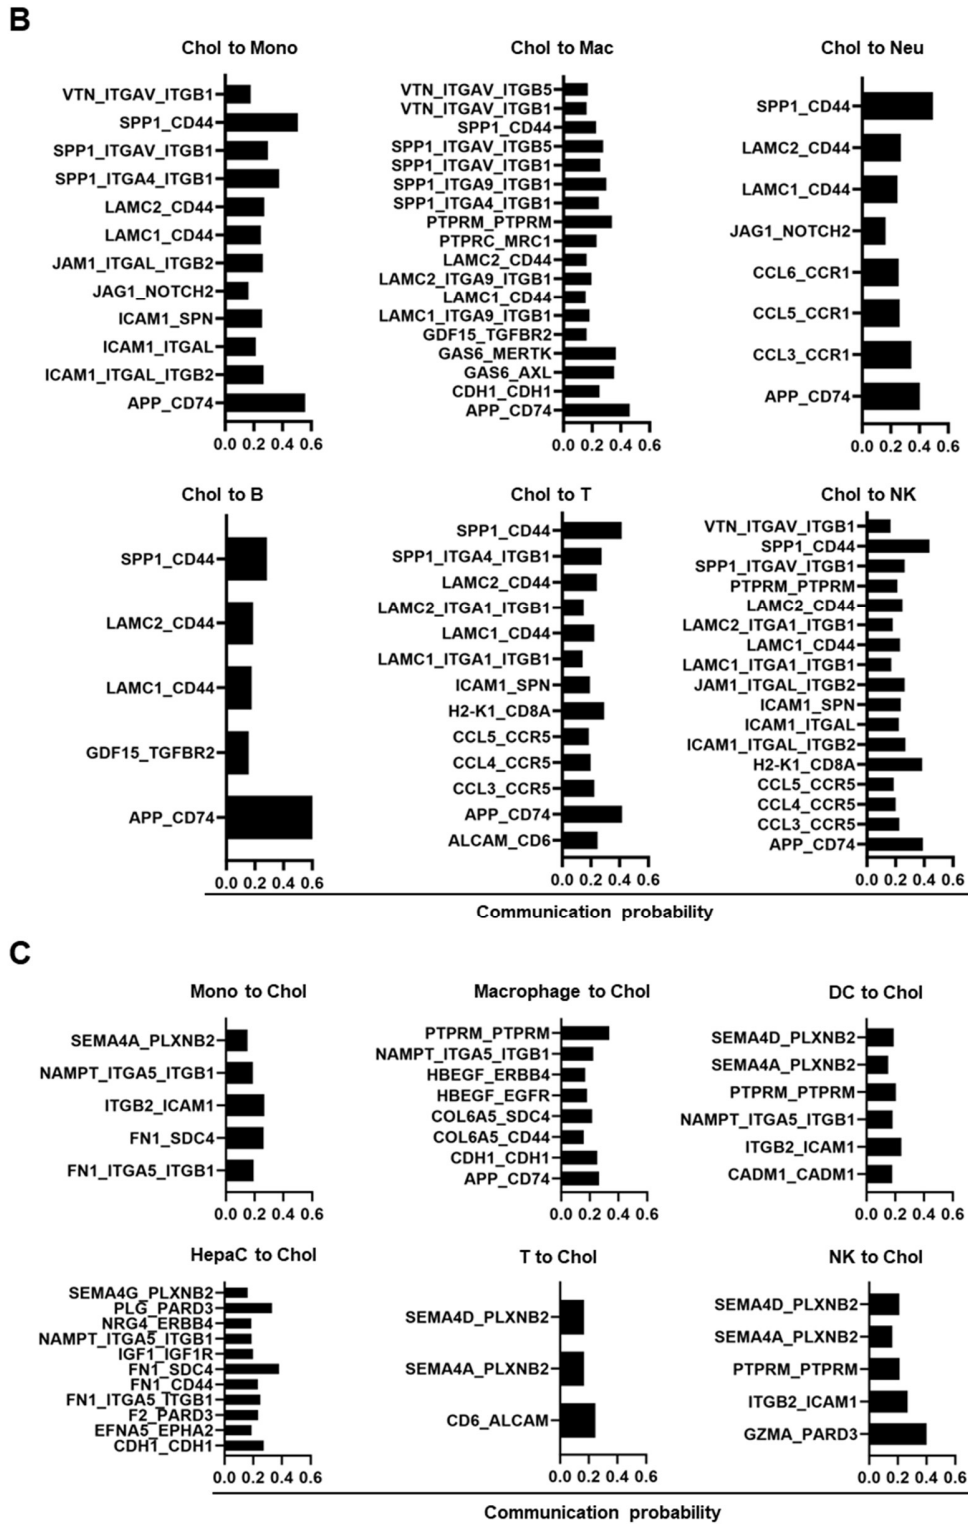 B
Chol to Mono
VTN_ITGAV_ITGB1
SPP1_CD44
SPP1_ITGAV_ITGB1
SPP1_ITGA4_ITGB1
LAMC2_CD44
LAMC1_CD44
JAM1_ITGAL_ITGB2
JAG1_NOTCH2
ICAM1_SPN
ICAM1_ITGAL
ICAM1_ITGAL_ITGB2
APP_CD74
0.0 0.2 0.4 0.6
Chol to Mac
VTN_ITGAV_ITGB5
VTN_ITGAV_ITGB1
SPP1_CD44
SPP1_ITGAV_ITGB5
SPP1_ITGAV_ITGB1
SPP1_ITGA9_ITGB1
SPP1_ITGA4_ITGB1
PTPRM_PTPRM
PTPRC_MRC1
LAMC2_CD44
LAMC2_ITGA9_ITGB1
LAMC1_CD44
LAMC1_ITGA9_ITGB1
GDF15_TGFBR2
GAS6_MERTK
GAS6_AXL
CDH1_CDH1
APP_CD74
0.0 0.2 0.4 0.6
Chol to Neu
SPP1_CD44
LAMC2_CD44
LAMC1_CD44
JAG1_NOTCH2
CCL6_CCR1
CCL5_CCR1
CCL3_CCR1
APP_CD74
0.0 0.2 0.4 0.6
Chol to B
SPP1_CD44
LAMC2_CD44
LAMC1_CD44
GDF15_TGFBR2
APP_CD74
0.0 0.2 0.4 0.6
Chol to T
SPP1_CD44
SPP1_ITGA4_ITGB1
LAMC2_CD44
LAMC2_ITGA1_ITGB1
LAMC1_CD44
LAMC1_ITGA1_ITGB1
ICAM1_SPN
H2-K1_CD8A
CCL5_CCR5
CCL4_CCR5
CCL3_CCR5
APP_CD74
ALCAM_CD6
0.0 0.2 0.4 0.6
Chol to NK
VTN_ITGAV_ITGB1
SPP1_CD44
SPP1_ITGAV_ITGB1
PTPRM_PTPRM
LAMC2_CD44
LAMC2_ITGA1_ITGB1
LAMC1_CD44
LAMC1_ITGA1_ITGB1
JAM1_ITGAL_ITGB2
ICAM1_SPN
ICAM1_ITGAL
ICAM1_ITGAL_ITGB2
H2-K1_CD8A
CCL5_CCR5
CCL4_CCR5
CCL3_CCR5
APP_CD74
0.0 0.2 0.4 0.6
Communication probability
C
Mono to Chol
SEMA4A_PLXNB2
NAMPT_ITGA5_ITGB1
ITGB2_ICAM1
FN1_SDC4
FN1_ITGA5_ITGB1
0.0 0.2 0.4 0.6
Macrophage to Chol
PTPRM_PTPRM
NAMPT_ITGA5_ITGB1
HBEGF_ERBB4
HBEGF_EGFR
COL6A5_SDC4
COL6A5_CD44
CDH1_CDH1
APP_CD74
0.0 0.2 0.4 0.6
DC to Chol
SEMA4D_PLXNB2
SEMA4A_PLXNB2
PTPRM_PTPRM
NAMPT_ITGA5_ITGB1
ITGB2_ICAM1
CADM1_CADM1
0.0 0.2 0.4 0.6
HepaC to Chol
SEMA4G_PLXNB2
PLG_PARD3
NRG4_ERBB4
NAMPT_ITGA5_ITGB1
IGF1_IGF1R
FN1_SDC4
FN1_CD44
FN1_ITGA5_ITGB1
F2_PARD3
EFNA5_EPHA2
CDH1_CDH1
0.0 0.2 0.4 0.6
T to Chol
SEMA4D_PLXNB2
SEMA4A_PLXNB2
CD6_ALCAM
0.0 0.2 0.4 0.6
NK to Chol
SEMA4D_PLXNB2
SEMA4A_PLXNB2
PTPRM_PTPRM
ITGB2_ICAM1
GZMA_PARD3
0.0 0.2 0.4 0.6
Communication probability